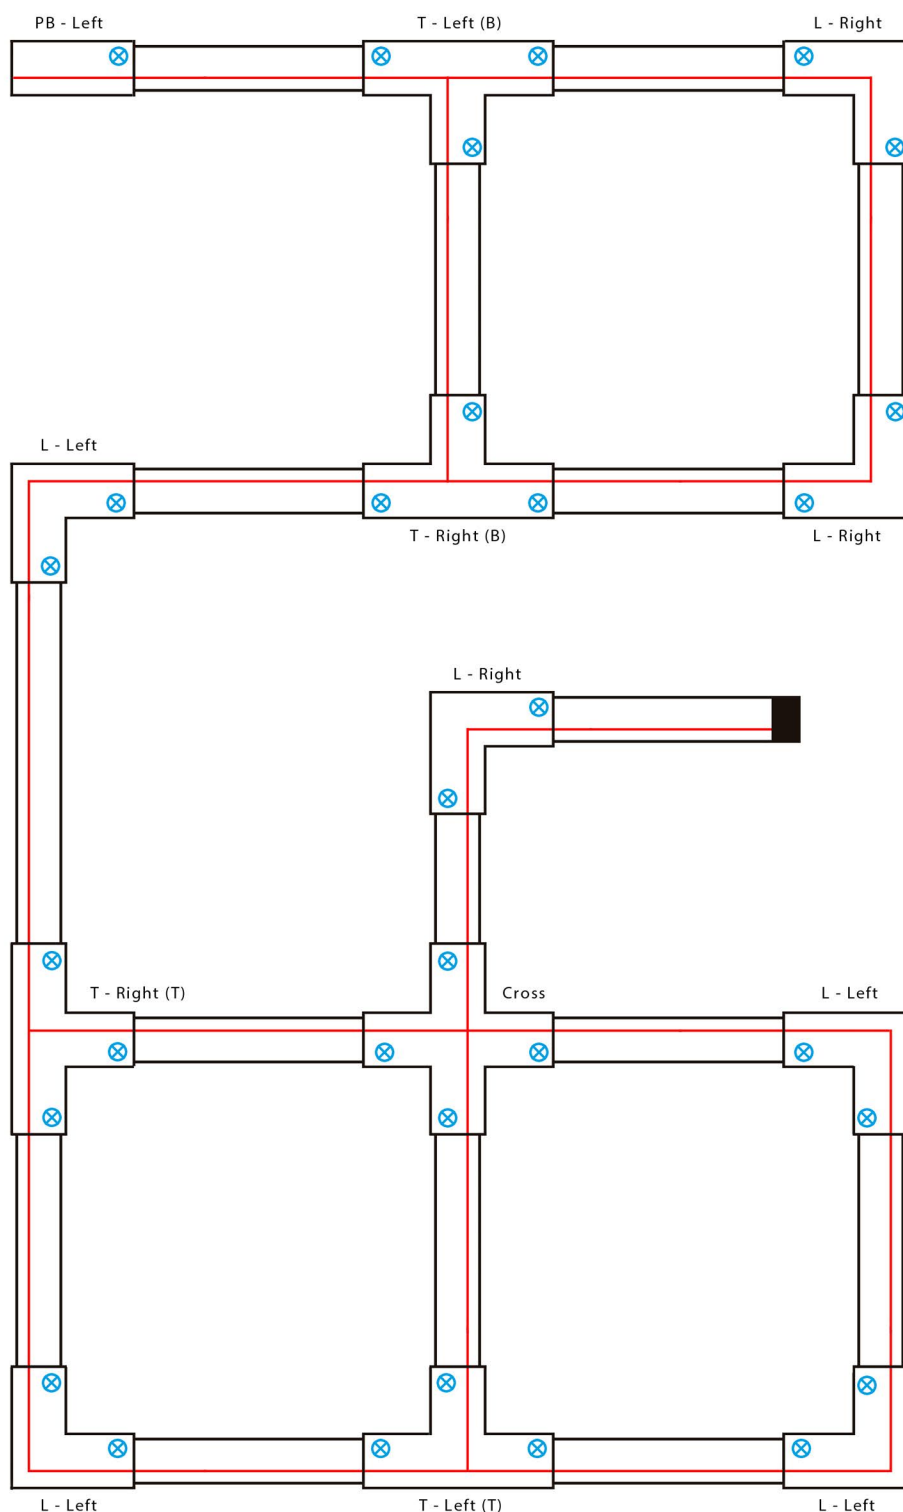 PB - Left
T - Left (B)
L - Right
L - Left
T - Right (B)
L - Right
L - Right
T - Right (T)
Cross
L - Left
L - Left
T - Left (T)
L - Left